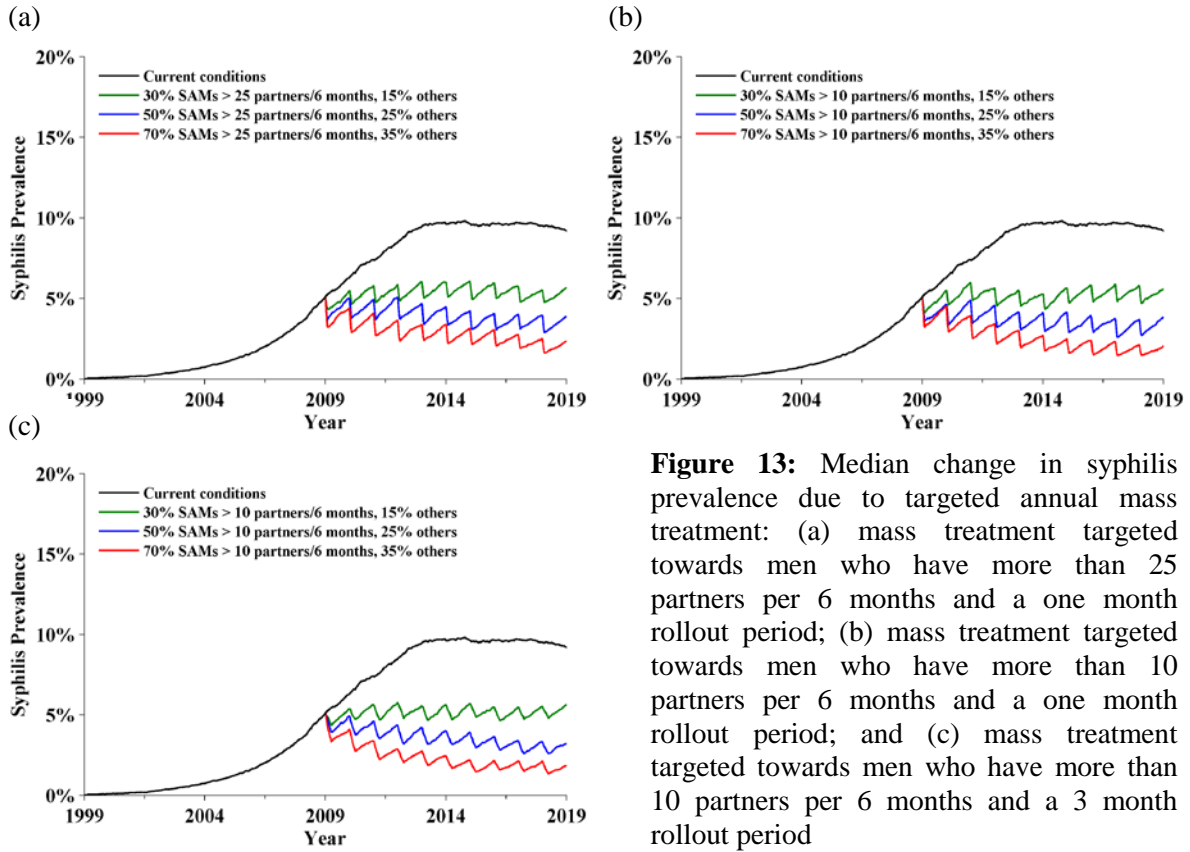 (a)
20%
15%
10%
5%
0%
Syphilis Prevalence
Current conditions
30% SAMs > 25 partners/6 months, 15% others
50% SAMs > 25 partners/6 months, 25% others
70% SAMs > 25 partners/6 months, 35% others
1999
2004
2009
2014
2019
Year
(b)
20%
15%
10%
5%
0%
Syphilis Prevalence
Current conditions
30% SAMs > 10 partners/6 months, 15% others
50% SAMs > 10 partners/6 months, 25% others
70% SAMs > 10 partners/6 months, 35% others
1999
2004
2009
2014
2019
Year
(c)
20%
15%
10%
5%
0%
Syphilis Prevalence
Current conditions
30% SAMs > 10 partners/6 months, 15% others
50% SAMs > 10 partners/6 months, 25% others
70% SAMs > 10 partners/6 months, 35% others
1999
2004
2009
2014
2019
Year
Figure 13: Median change in syphilis
prevalence due to targeted annual mass
treatment: (a) mass treatment targeted
towards men who have more than 25
partners per 6 months and a one month
rollout period; (b) mass treatment targeted
towards men who have more than 10
partners per 6 months and a one month
rollout period; and (c) mass treatment
targeted towards men who have more than
10 partners per 6 months and a 3 month
rollout period